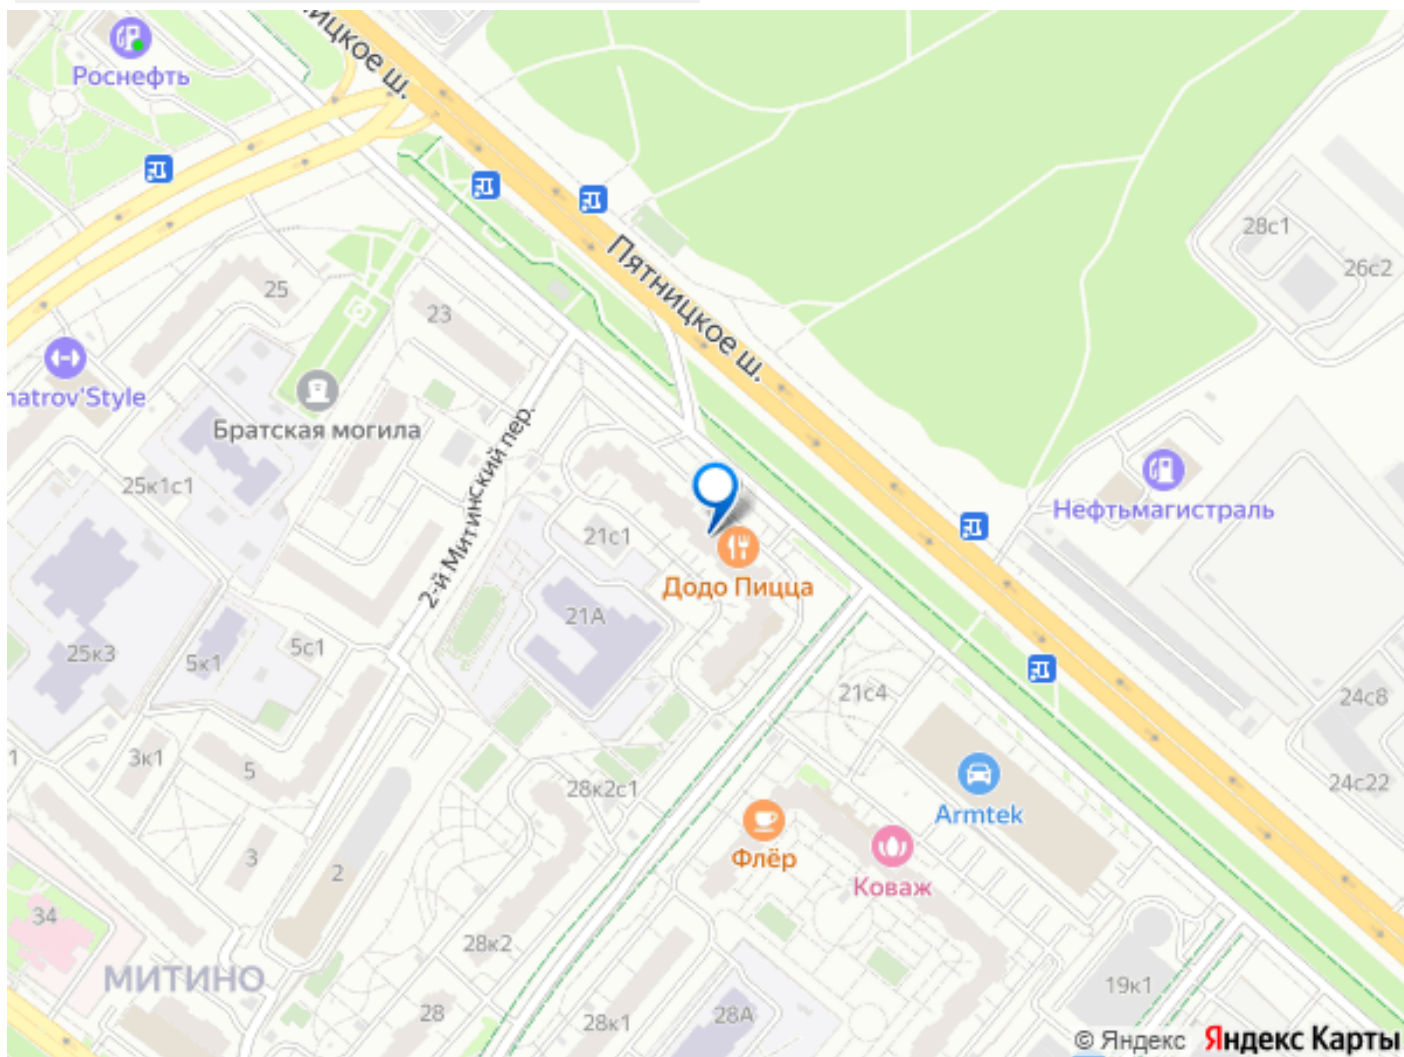 Роснефть
ицкое ш.
28с1
26с2
Пятницкое ш.
25
23
natrov'Style
Братская могила
2-й Митинский пер.
25к1с1
Нефтьмагистраль
21с1
Додо Пицца
21А
25к3
5к1
5с1
21с4
24с8
1
3к1
5
28к2с1
24с22
Armtek
3
2
Флёр
Коваж
34
28к2
МИТИНО
19к1
28
28к1
28А
© Яндекс Яндекс Карты